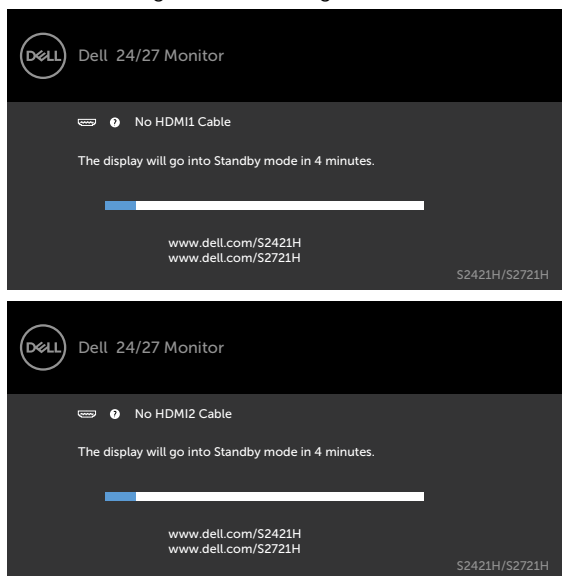 DELL
Dell 24/27 Monitor
? No HDMI1 Cable
The display will go into Standby mode in 4 minutes.
www.dell.com/S2421H
www.dell.com/S2721H
S2421H/S2721H
DELL
Dell 24/27 Monitor
? No HDMI2 Cable
The display will go into Standby mode in 4 minutes.
www.dell.com/S2421H
www.dell.com/S2721H
S2421H/S2721H